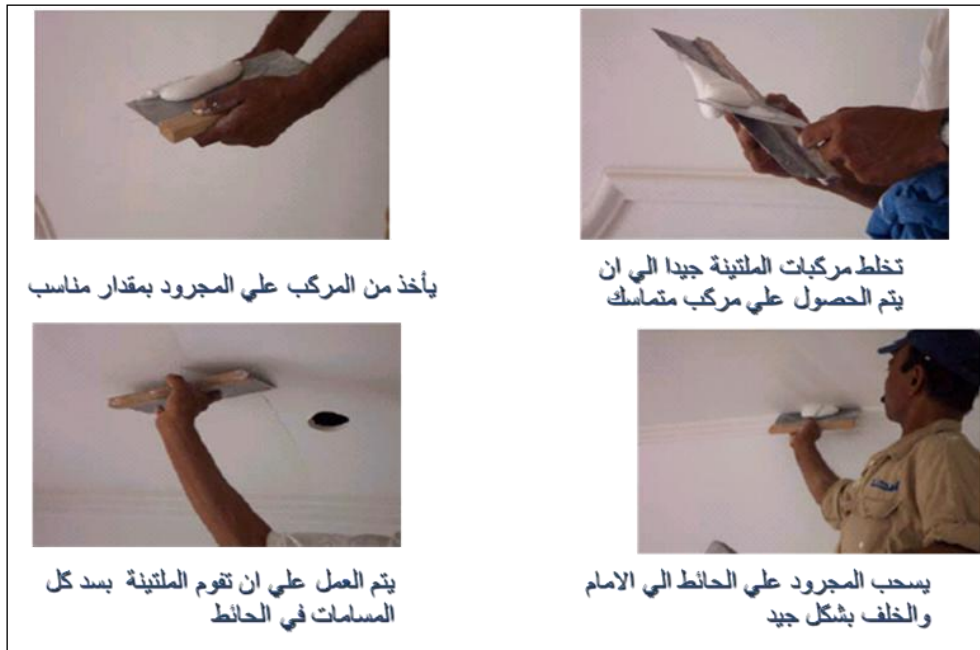 تخلط مركبات الملتينة جيدا الي ان
يتم الحصول علي مركب متماسك
يأخذ من المركب علي المجرود بمقدار مناسب
يسحب المجرود علي الحائط الي الامام
والخلف بشكل جيد
يتم العمل علي ان تقوم الملتينة بسد كل
المسامات في الحائط